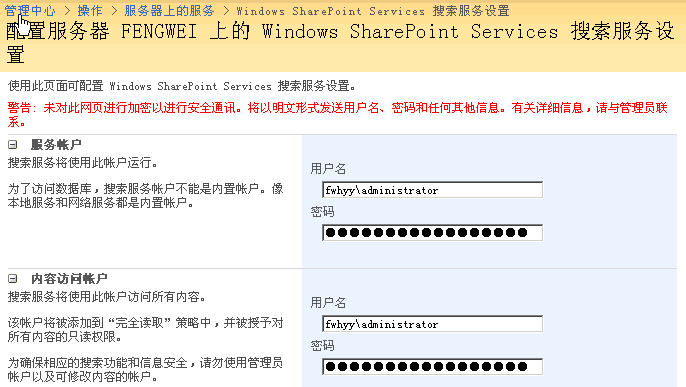 管理中心 > 操作 > 服务器上的服务 > Windows SharePoint Services 搜索服务设置
配置服务器 FENGWEI 上的 Windows SharePoint Services 搜索服务设
置
使用此页面可配置 Windows SharePoint Services 搜索服务设置。
警告: 未对此网页进行加密以进行安全通讯。将以明文形式发送用户名、密码和任何其他信息。有关详细信息，请与管理员联
系。
服务帐户
搜索服务将使用此帐户运行。
为了访问数据库，搜索服务帐户不能是内置帐户。像
本地服务和网络服务都是内置帐户。
用户名
fwhyy\administrator
密码
●●●●●●●●●●●●●●●●●
内容访问帐户
搜索服务将使用此帐户访问所有内容。
该帐户将被添加到“完全读取”策略中，并被授予对
所有内容的只读权限。
为确保相应的搜索功能和信息安全，请勿使用管理员
帐户以及可修改内容的帐户。
用户名
fwhyy\administrator
密码
●●●●●●●●●●●●●●●●●